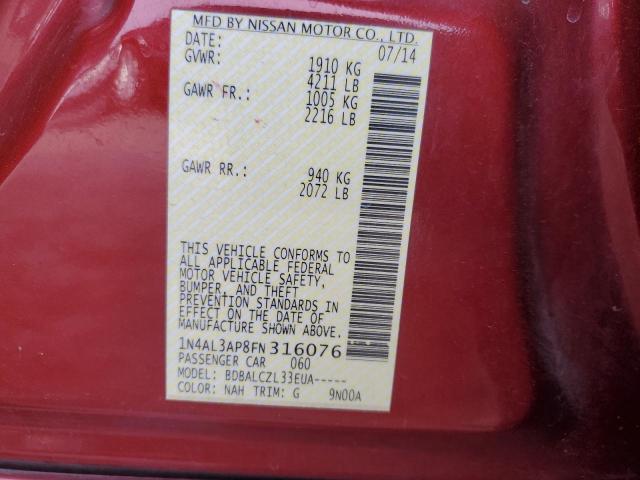 MFD BY NISSAN MOTOR CO., LTD.
DATE: 07/14
GVWR: 1910 KG
4211 LB
GAWR FR.: 1005 KG
2216 LB
GAWR RR.: 940 KG
2072 LB
THIS VEHICLE CONFORMS TO
ALL APPLICABLE FEDERAL
MOTOR VEHICLE SAFETY,
BUMPER, AND THEFT
PREVENTION STANDARDS IN
EFFECT ON THE DATE OF
MANUFACTURE SHOWN ABOVE.
1N4AL3AP8FN316076
PASSENGER CAR 060
MODEL: BDBALCZL33EUA-----
COLOR: NAH TRIM: G 9N00A